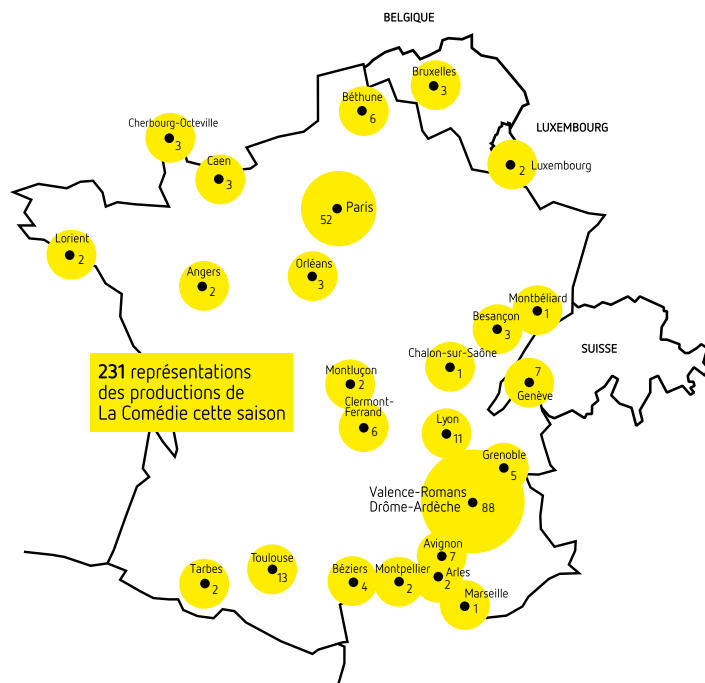 BELGIQUE
Bruxelles
3
Béthune
6
Cherbourg-Octeville
3
LUXEMBOURG
Caen
3
Luxembourg
2
Paris
52
Lorient
2
Angers
2
Orléans
3
Montbéliard
1
Besançon
3
SUISSE
Chalon-sur-Saône
1
7
Genève
231 représentations
des productions de
La Comédie cette saison
Montluçon
2
Clermont-
Ferrand
6
Lyon
11
Grenoble
5
Valence-Romans
Drôme-Ardèche
88
Avignon
7
Tarbes
2
Toulouse
13
Béziers
4
Montpellier
2
Arles
2
Marseille
1